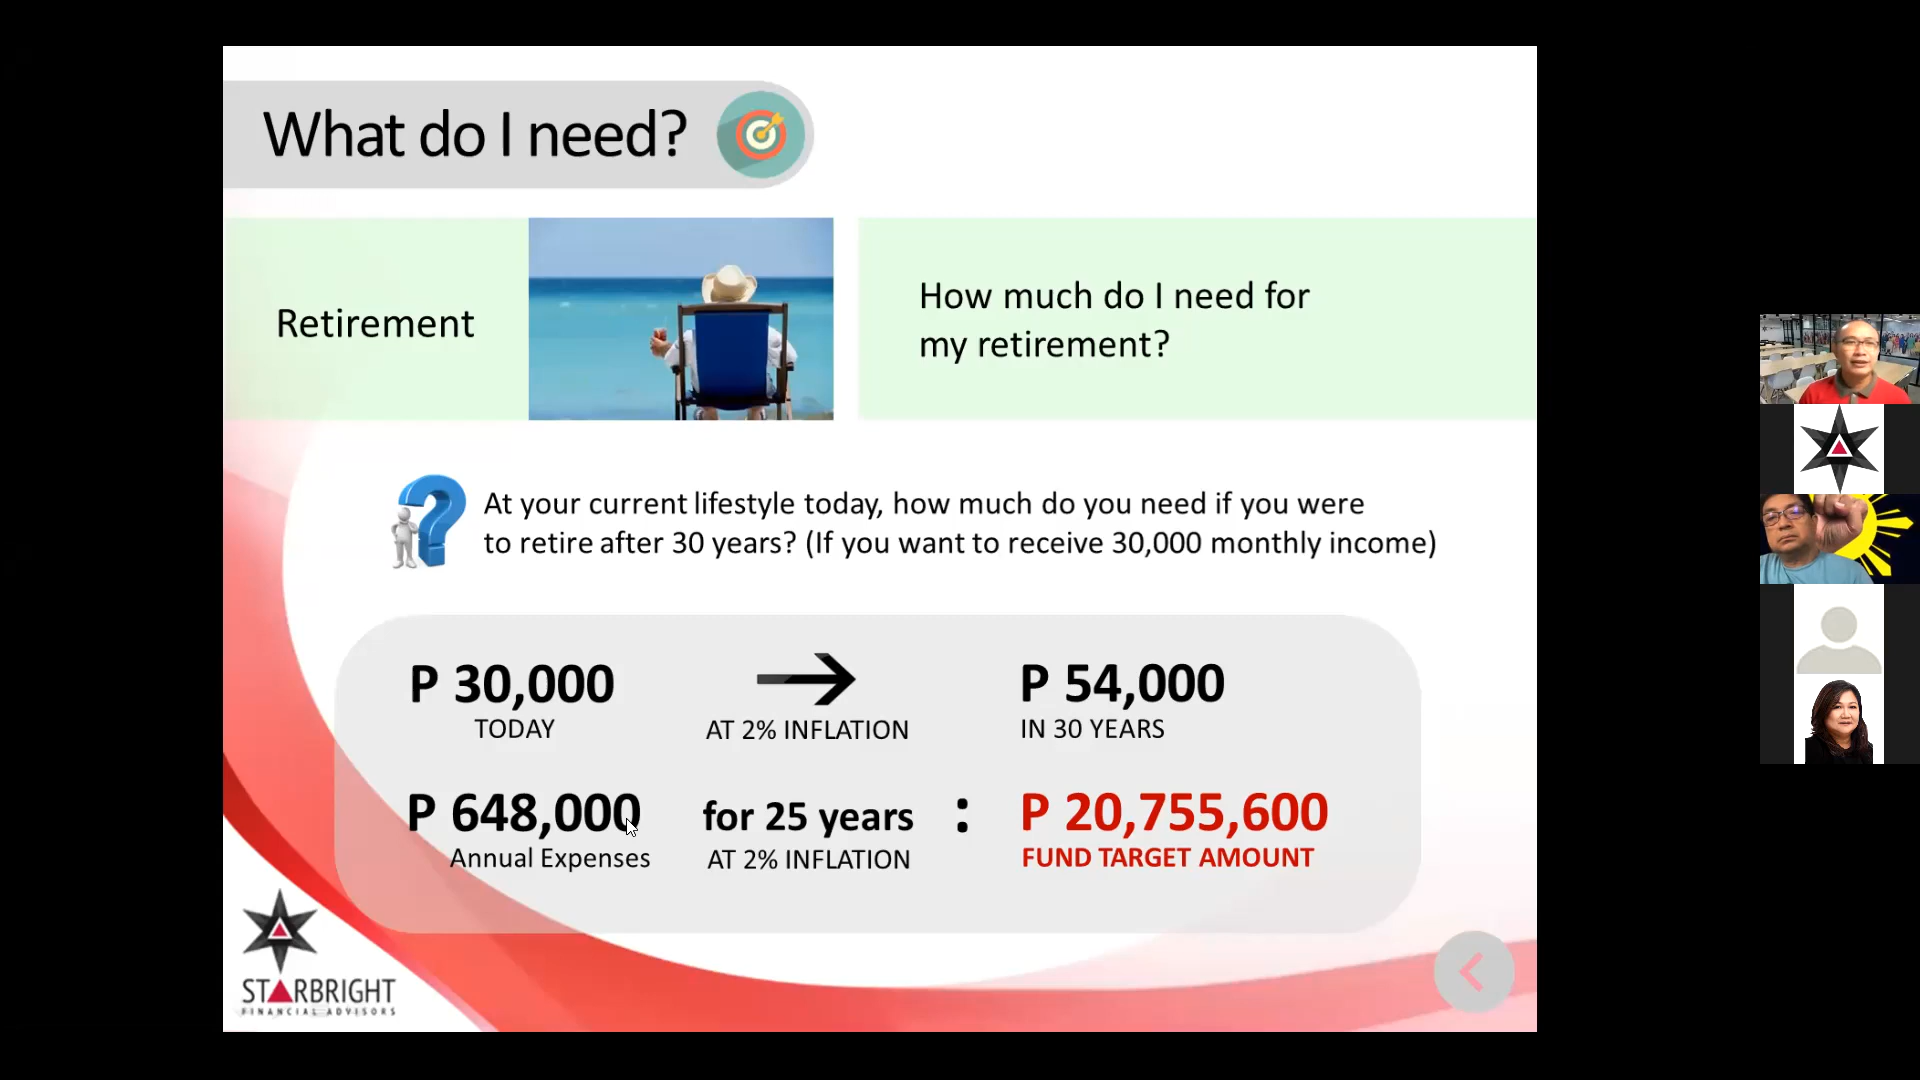 What do I need?
Retirement
How much do I need for
my retirement?
At your current lifestyle today, how much do you need if you were
to retire after 30 years? (If you want to receive 30,000 monthly income)
P 30,000
TODAY
AT 2% INFLATION
P 54,000
IN 30 YEARS
P 648,000
Annual Expenses
for 25 years
AT 2% INFLATION
:
P 20,755,600
FUND TARGET AMOUNT
STARBRIGHT
FINANCIAL ADVISORS